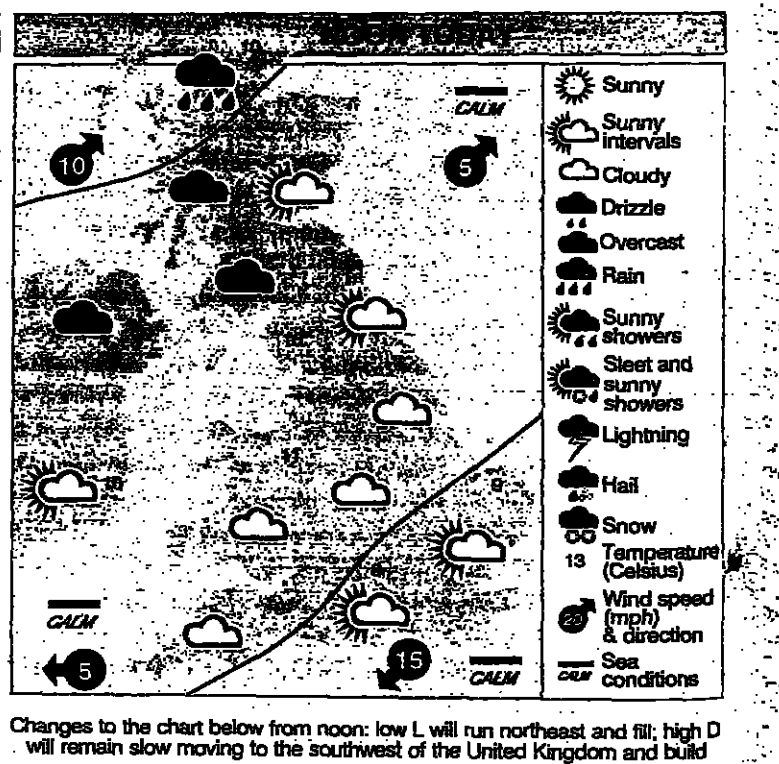 NOON TODAY
CALM
10
5
CALM
5
15
CALM
Sunny
Sunny
intervals
Cloudy
Drizzle
Overcast
Rain
Sunny
showers
Sleet and
sunny
showers
Lightning
Hail
Snow
13 Temperature
(Celsius)
Wind speed
(mph)
& direction
CALM Sea
conditions
Changes to the chart below from noon: low L will run northeast and fill; high D
will remain slow moving to the southwest of the United Kingdom and build